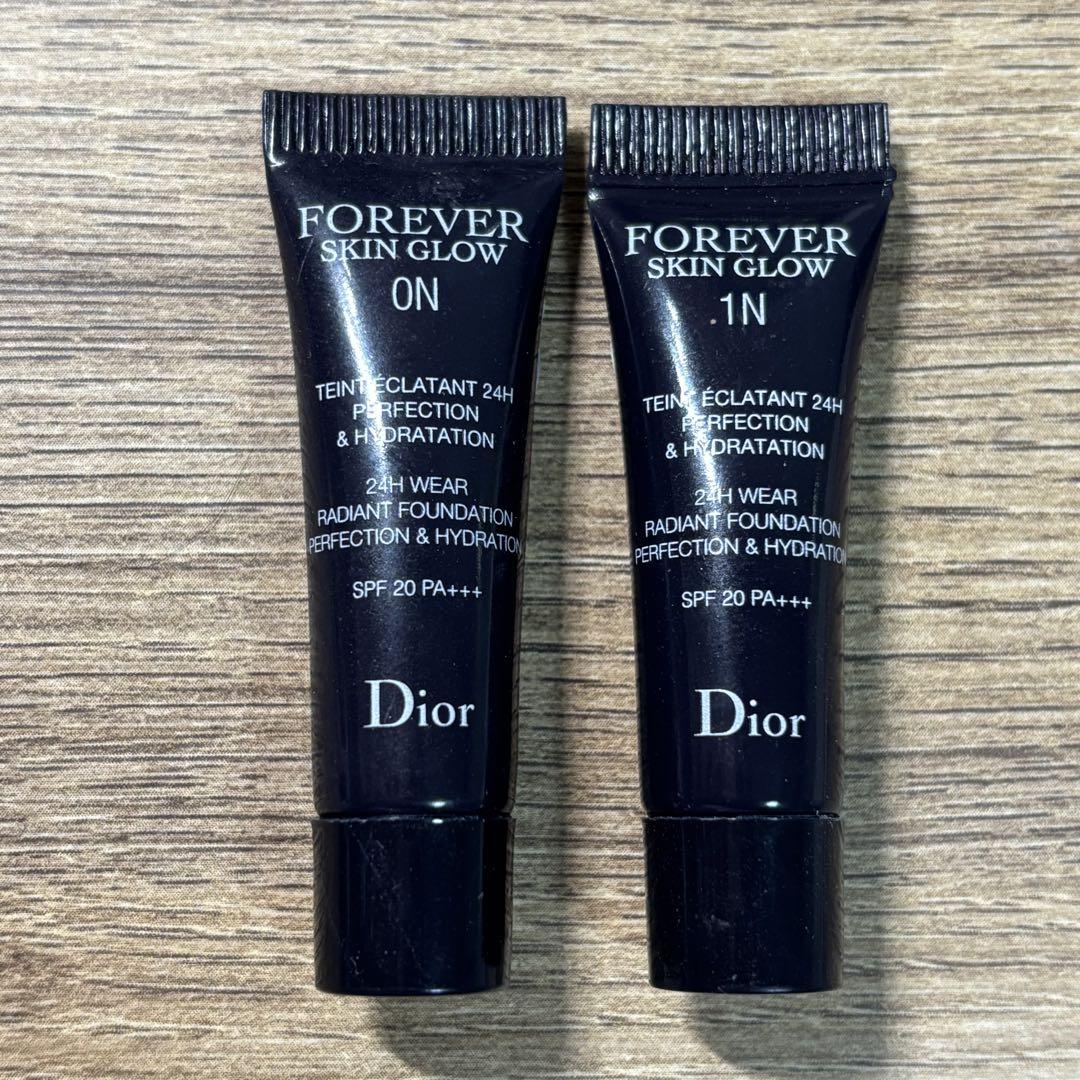 FOREVER
SKIN GLOW
0N
TEINT ÉCLATANT 24H
PERFECTION
& HYDRATATION
24H WEAR
RADIANT FOUNDATION
PERFECTION & HYDRATION
SPF 20 PA+++
Dior
FOREVER
SKIN GLOW
1N
TEINT ÉCLATANT 24H
PERFECTION
& HYDRATATION
24H WEAR
RADIANT FOUNDATION
PERFECTION & HYDRATION
SPF 20 PA+++
Dior